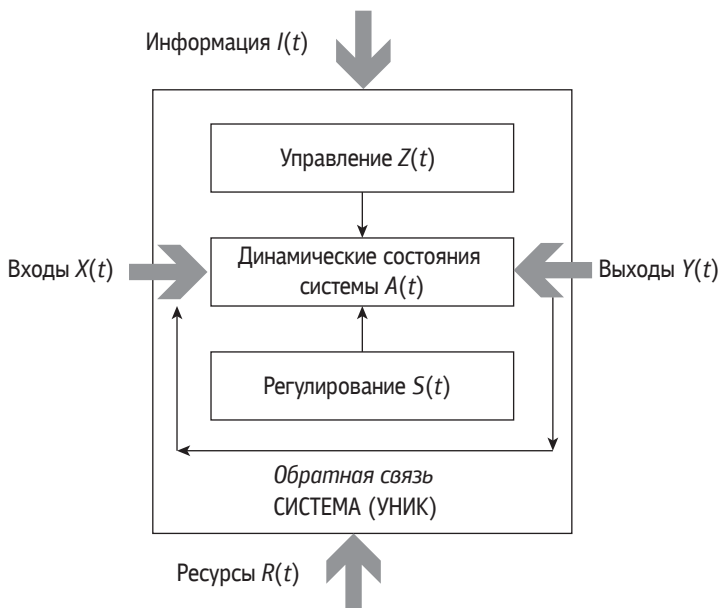 Информация I(t)
Управление Z(t)
Входы X(t)
Динамические состояния
системы A(t)
Выходы Y(t)
Регулирование S(t)
Обратная связь
СИСТЕМА (УНИК)
Ресурсы R(t)